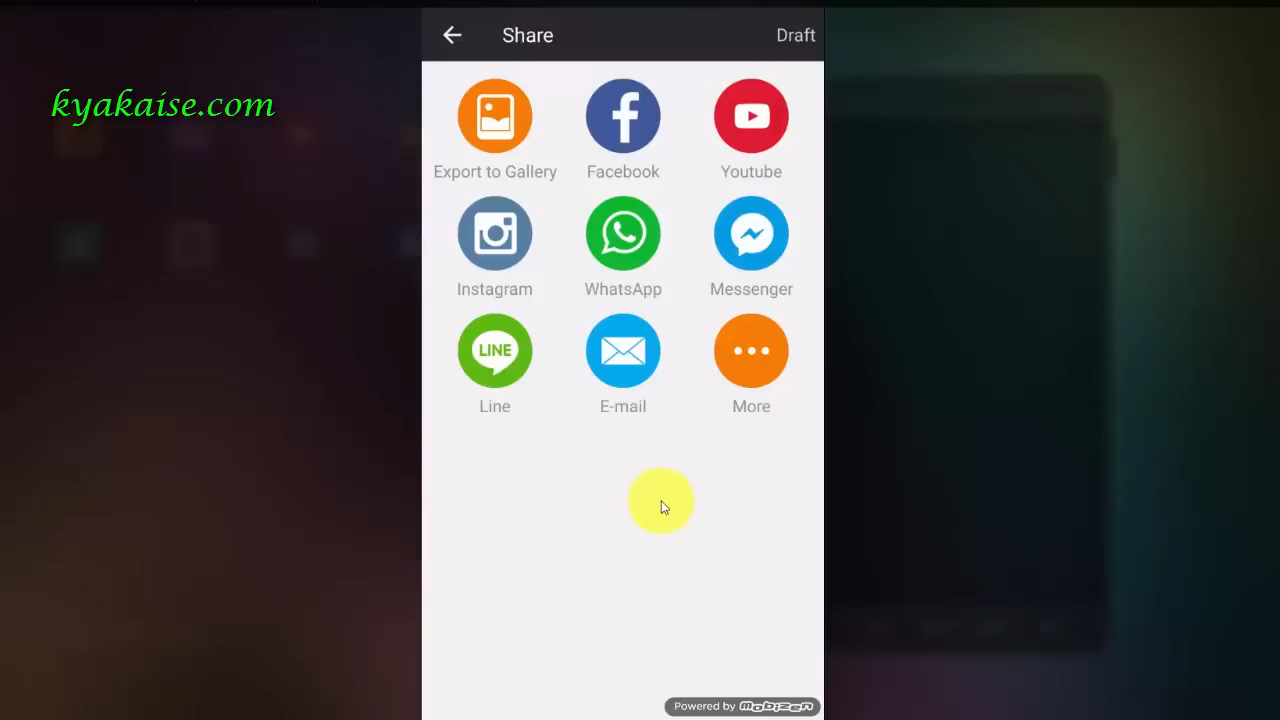 Share
Draft
kyakaise.com
Export to Gallery
Facebook
Youtube
Instagram
WhatsApp
Messenger
LINE
Line
E-mail
More
Powered by Mobizen